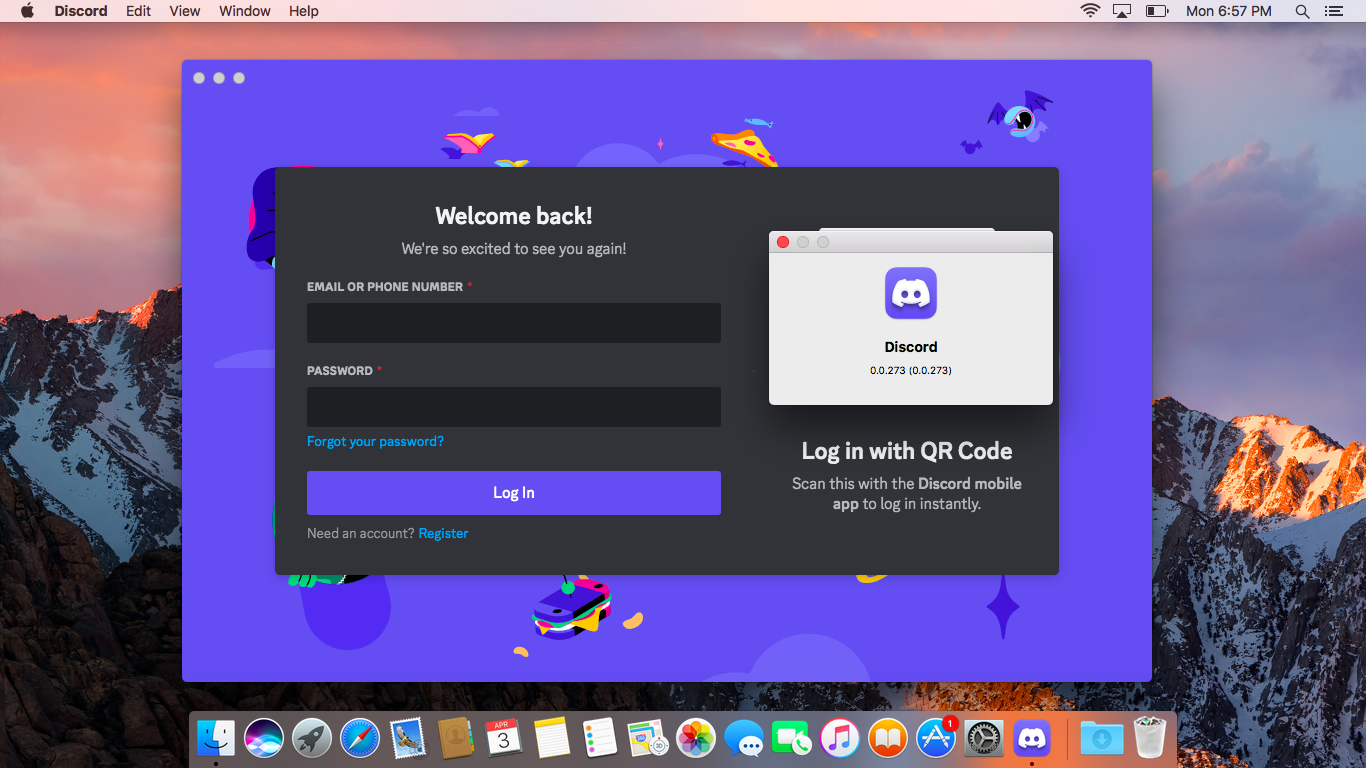 Discord Edit View Window Help
Mon 6:57 PM
Welcome back!
We're so excited to see you again!
EMAIL OR PHONE NUMBER *
PASSWORD *
Forgot your password?
Log In
Need an account? Register
Discord
0.0.273 (0.0.273)
Log in with QR Code
Scan this with the Discord mobile
app to log in instantly.
APR
3
3D
1